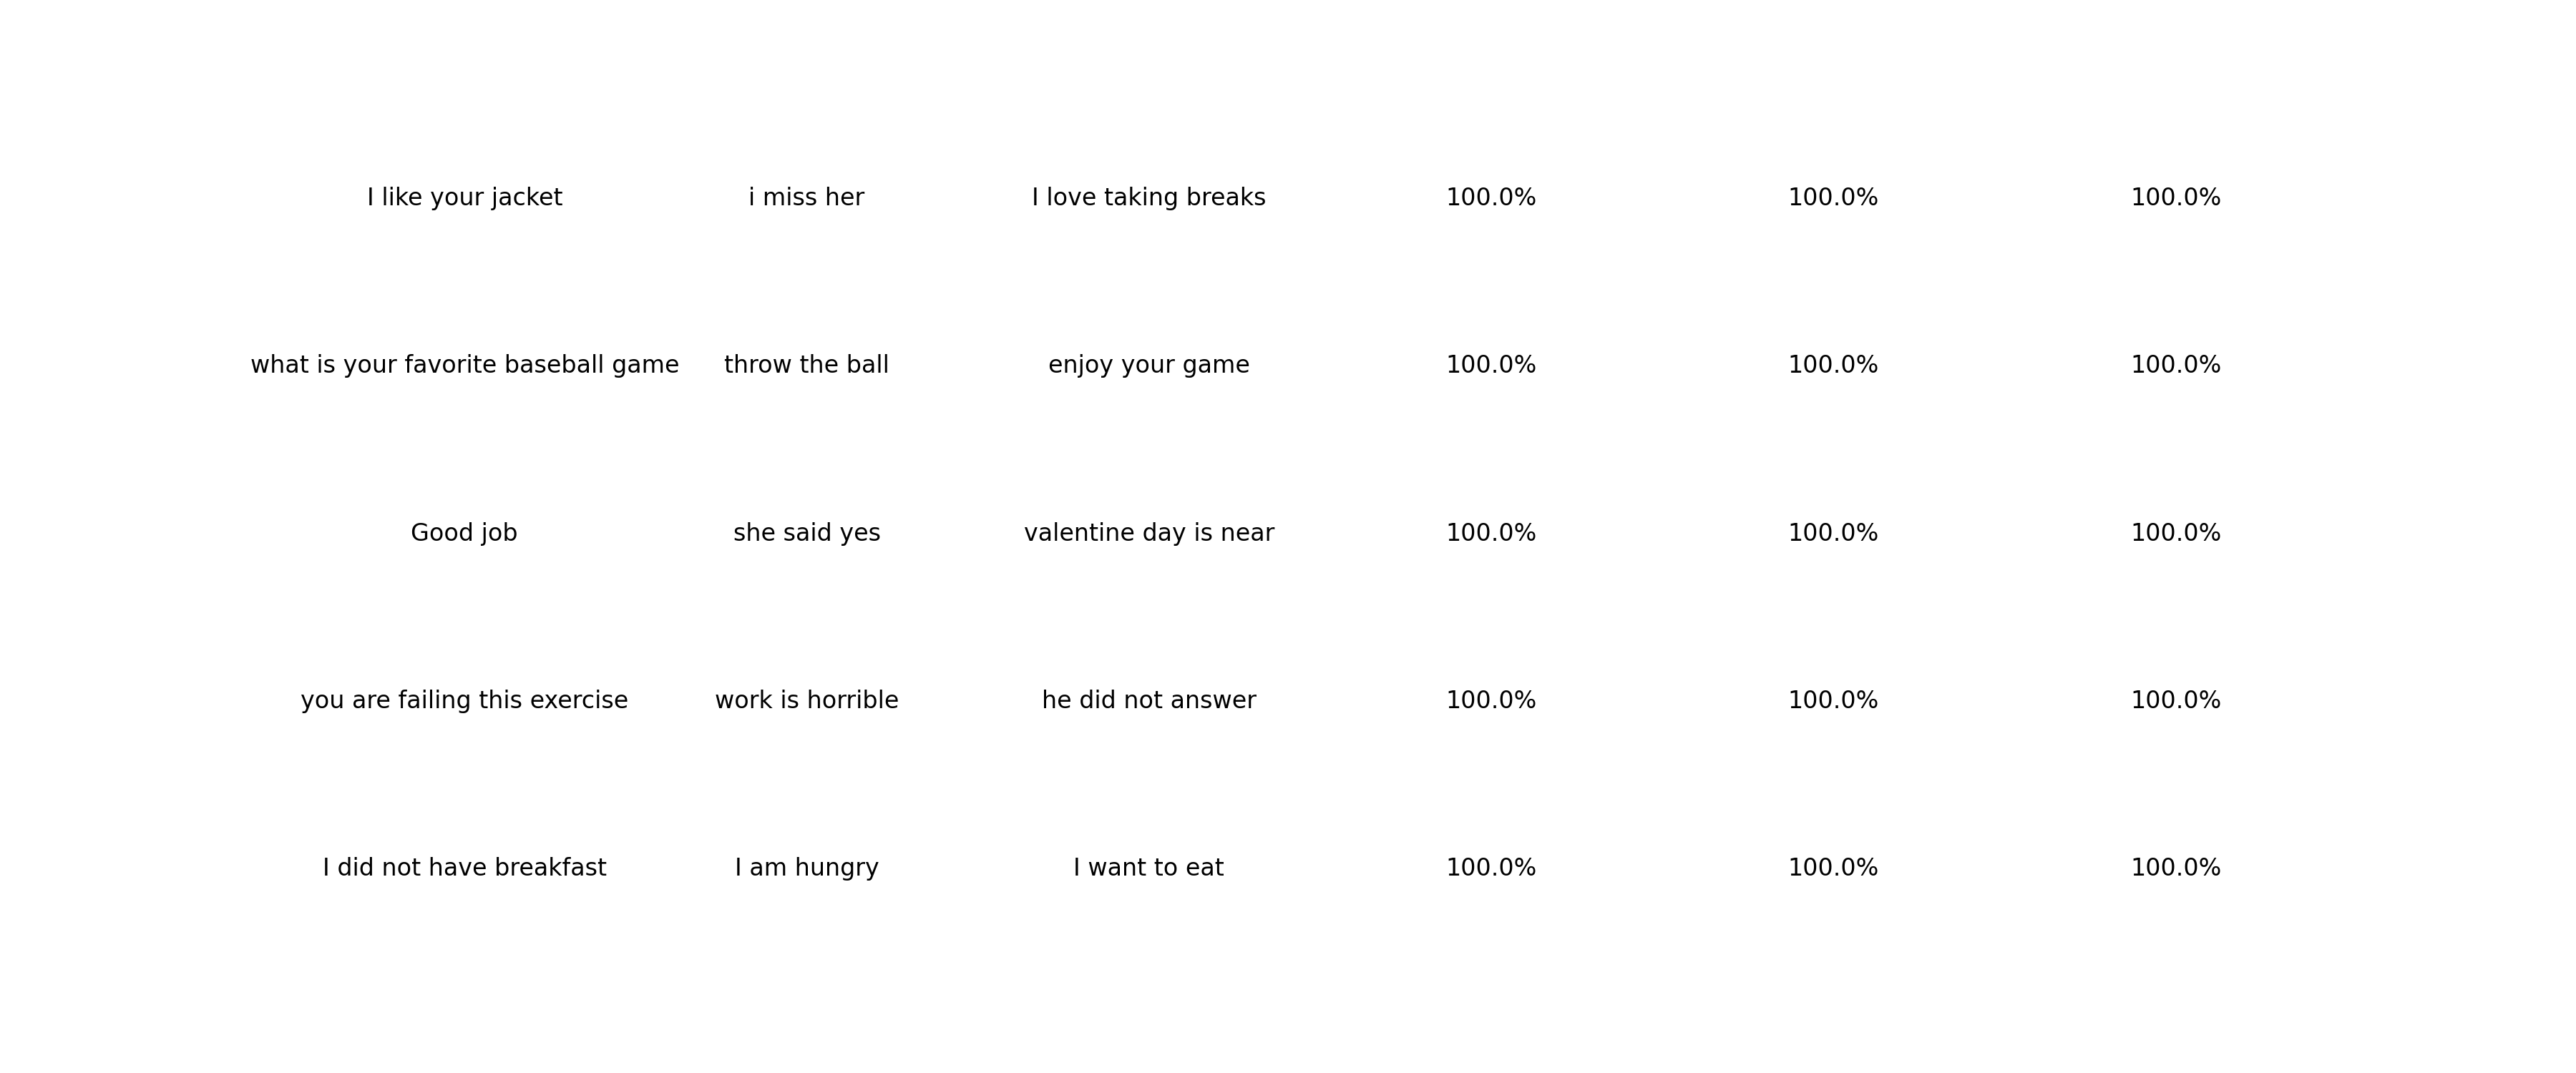 I like your jacket i miss her I love taking breaks 100.0% 100.0% 100.0%
what is your favorite baseball game throw the ball enjoy your game 100.0% 100.0% 100.0%
Good job she said yes valentine day is near 100.0% 100.0% 100.0%
you are failing this exercise work is horrible he did not answer 100.0% 100.0% 100.0%
I did not have breakfast I am hungry I want to eat 100.0% 100.0% 100.0%